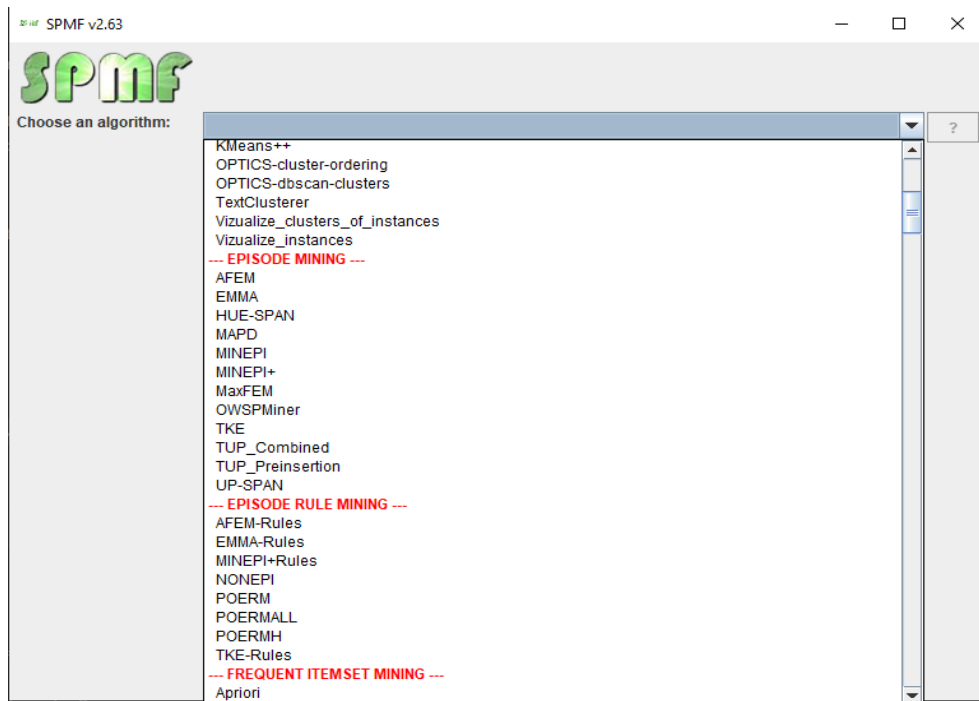 SPMF v2.63
SPMF
Choose an algorithm:
?
KMeans++
OPTICS-cluster-ordering
OPTICS-dbscan-clusters
TextClusterer
Vizualize_clusters_of_instances
Vizualize_instances
--- EPISODE MINING ---
AFEM
EMMA
HUE-SPAN
MAPD
MINEPI
MINEPI+
MaxFEM
OWSPMiner
TKE
TUP_Combined
TUP_Preinsertion
UP-SPAN
--- EPISODE RULE MINING ---
AFEM-Rules
EMMA-Rules
MINEPI+Rules
NONEPI
POERM
POERMALL
POERMH
TKE-Rules
--- FREQUENT ITEMSET MINING ---
Apriori